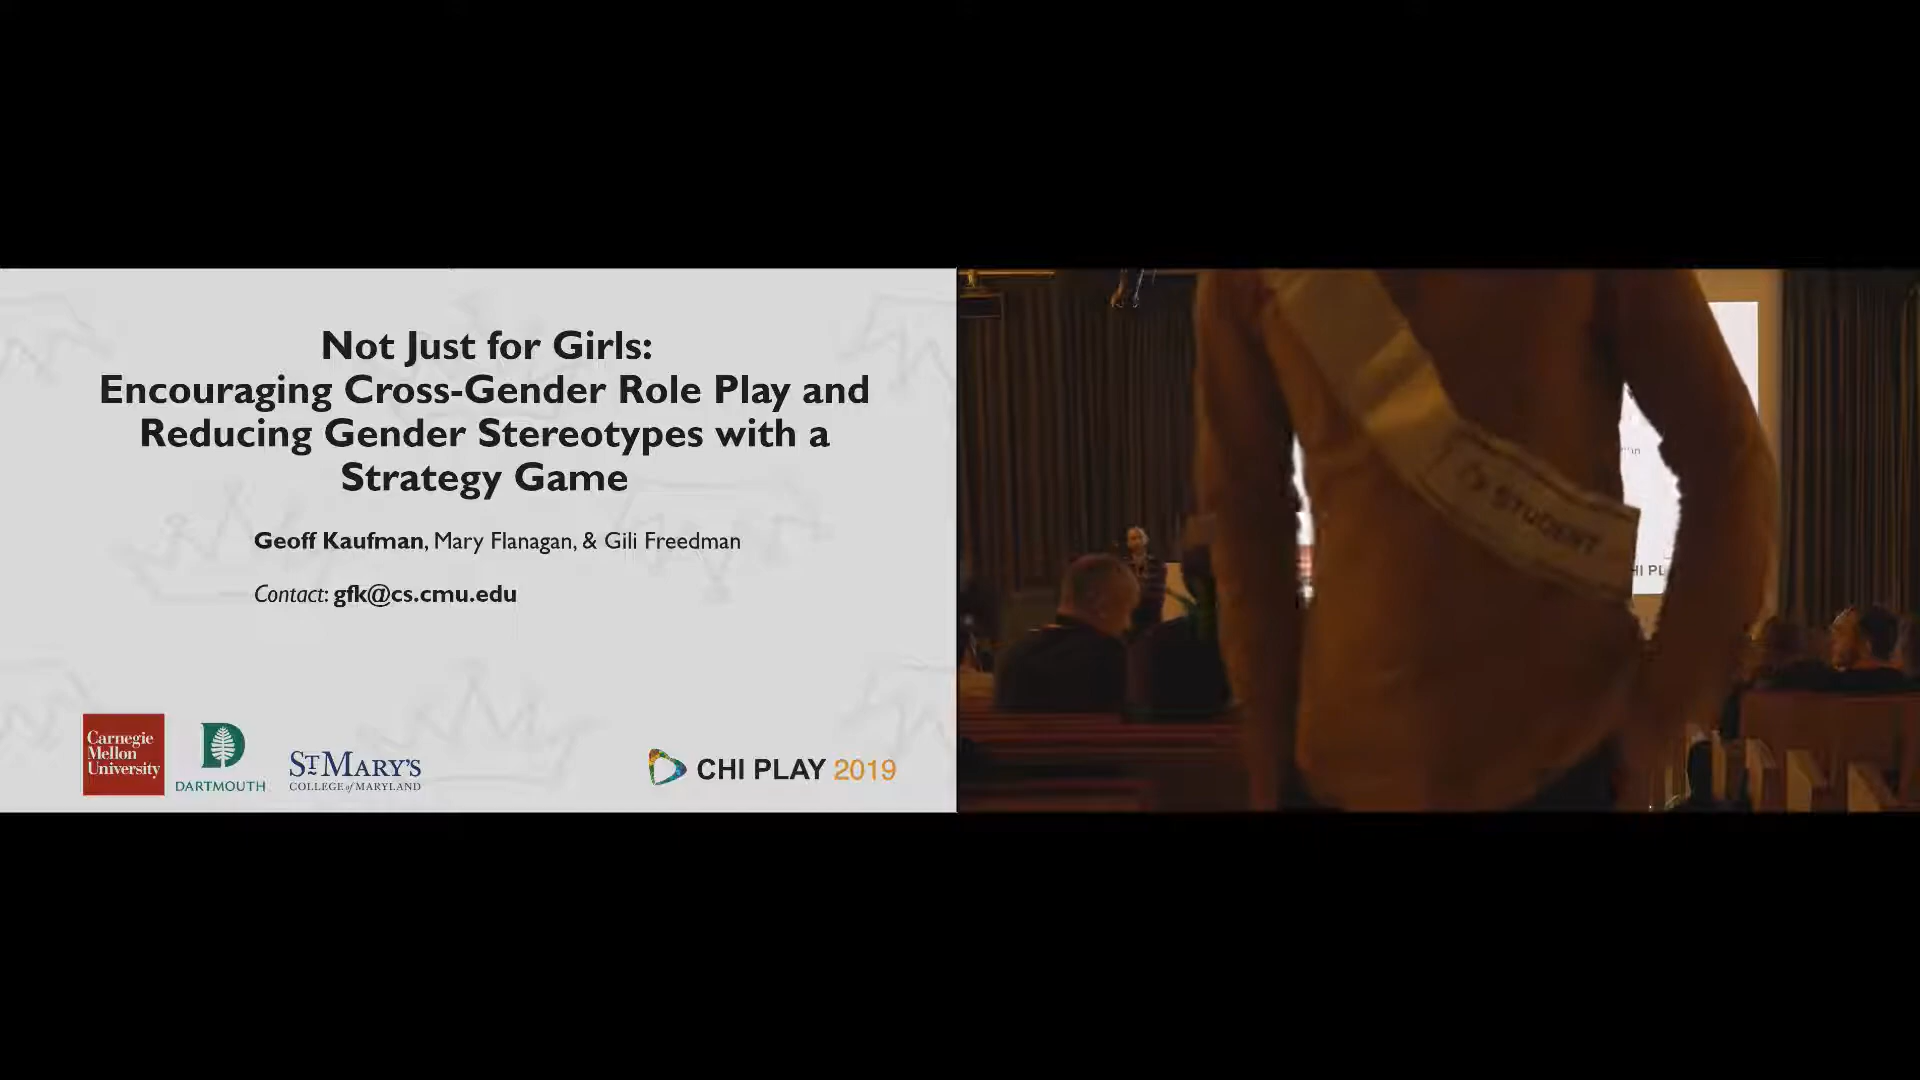 Not Just for Girls:
Encouraging Cross-Gender Role Play and
Reducing Gender Stereotypes with a
Strategy Game
Geoff Kaufman, Mary Flanagan, & Gili Freedman
Contact: gfk@cs.cmu.edu
Carnegie
Mellon
University
DARTMOUTH
ST MARY'S
COLLEGE of MARYLAND
CHI PLAY 2019
STUDENT
HI PL